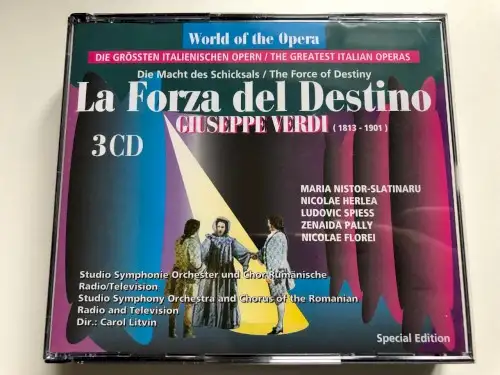 World of the Opera
DIE GRÖSSTEN ITALIENISCHEN OPERN / THE GREATEST ITALIAN OPERAS
Die Macht des Schicksals / The Force of Destiny
La Forza del Destino
GIUSEPPE VERDI (1813 - 1901)
3 CD
MARIA NISTOR-SLATINARU
NICOLAE HERLEA
LUDOVIC SPIESS
ZENAIDA PALLY
NICOLAE FLOREI
Studio Symphonie Orchester und Chor Rumänische
Radio/Television
Studio Symphony Orchestra and Chorus of the Romanian
Radio and Television
Dir.: Carol Litvin
Special Edition